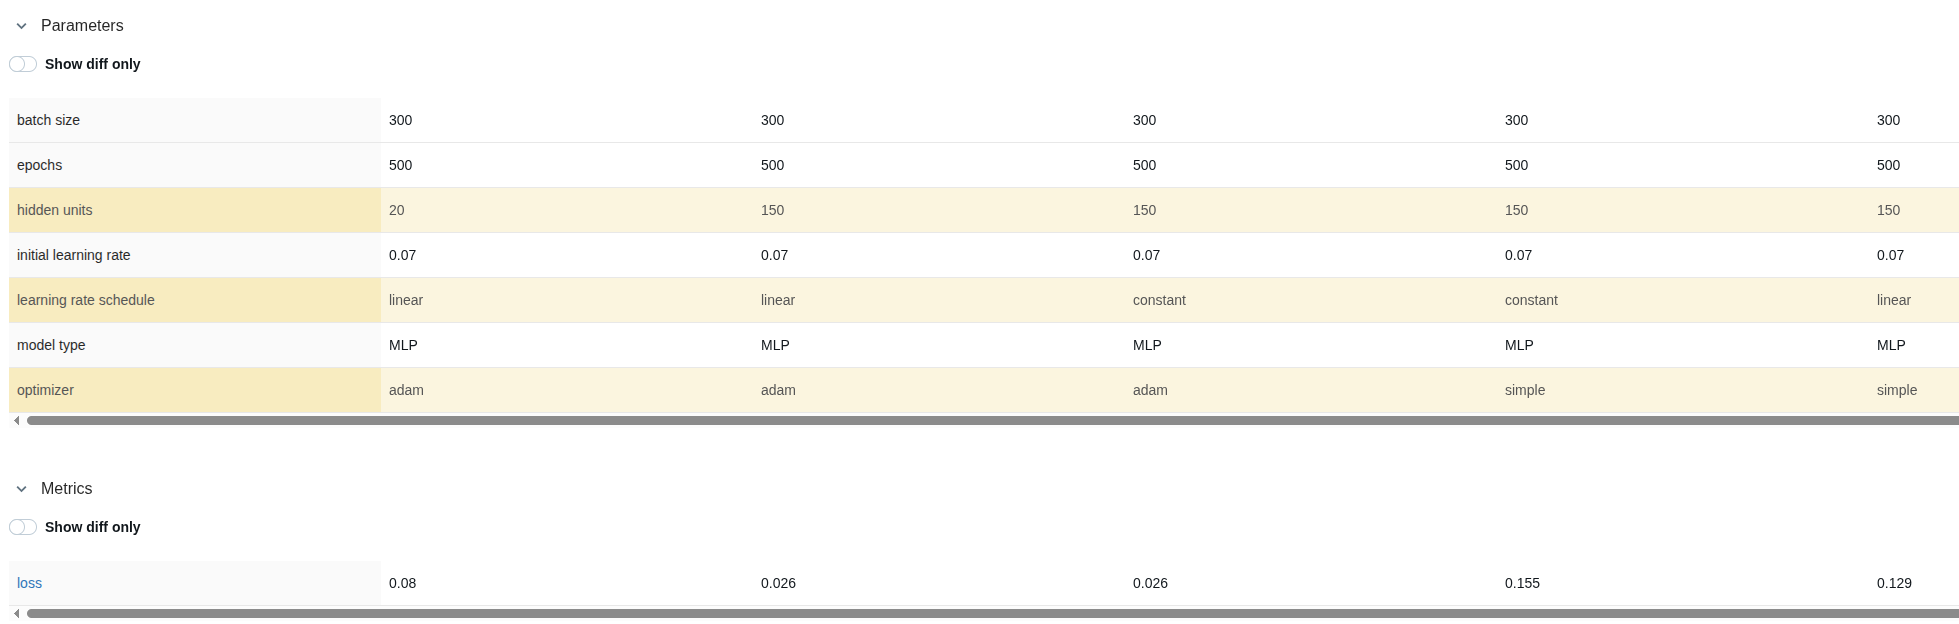 Parameters
Show diff only
batch size 300 300 300 300 300
epochs 500 500 500 500 500
hidden units 20 150 150 150 150
initial learning rate 0.07 0.07 0.07 0.07 0.07
learning rate schedule linear linear constant constant linear
model type MLP MLP MLP MLP MLP
optimizer adam adam adam simple simple
Metrics
Show diff only
loss 0.08 0.026 0.026 0.155 0.129